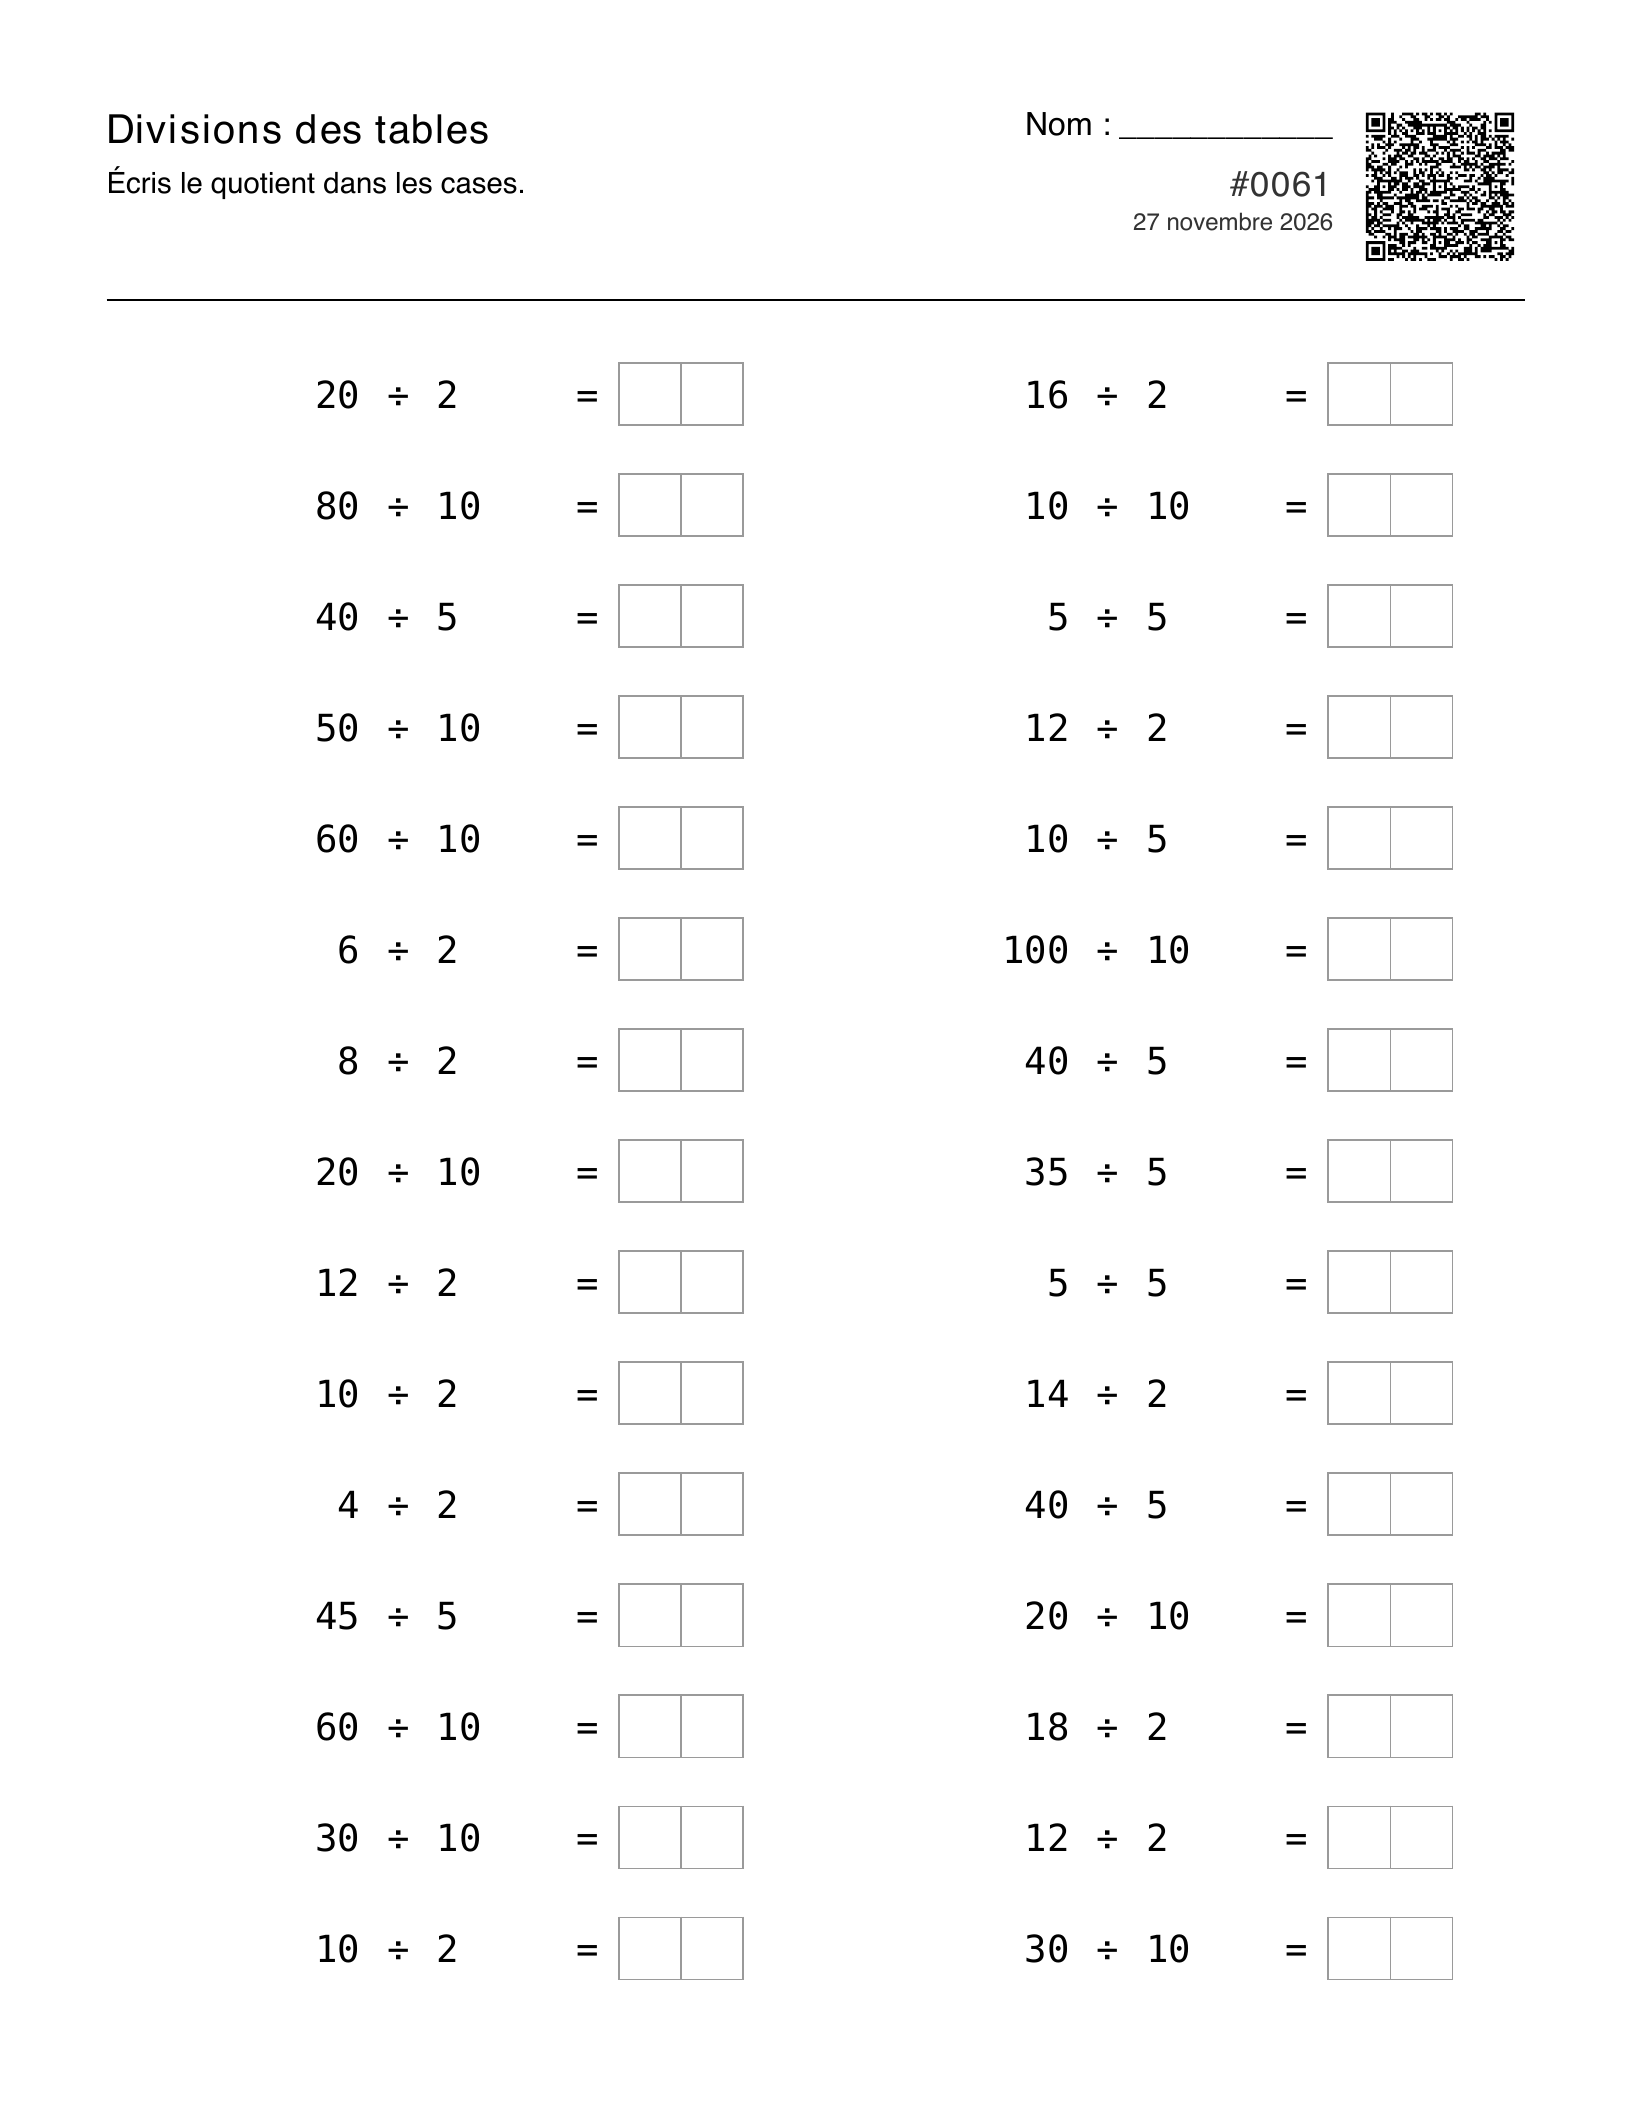 Divisions des tables
Écris le quotient dans les cases.
Nom : ____________
#0061
27 novembre 2026
20 ÷ 2 =
16 ÷ 2 =
80 ÷ 10 =
10 ÷ 10 =
40 ÷ 5 =
5 ÷ 5 =
50 ÷ 10 =
12 ÷ 2 =
60 ÷ 10 =
10 ÷ 5 =
6 ÷ 2 =
100 ÷ 10 =
8 ÷ 2 =
40 ÷ 5 =
20 ÷ 10 =
35 ÷ 5 =
12 ÷ 2 =
5 ÷ 5 =
10 ÷ 2 =
14 ÷ 2 =
4 ÷ 2 =
40 ÷ 5 =
45 ÷ 5 =
20 ÷ 10 =
60 ÷ 10 =
18 ÷ 2 =
30 ÷ 10 =
12 ÷ 2 =
10 ÷ 2 =
30 ÷ 10 =